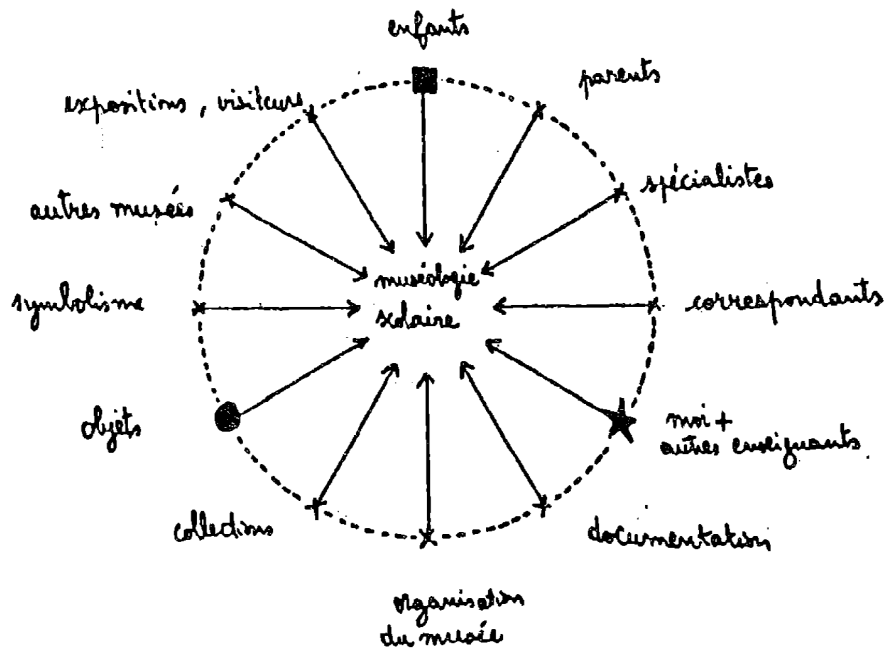 enfants
parents
expositions, visiteurs
spécialistes
autres musées
muséologie
scolaire
symbolisme
correspondants
objets
moi +
autres enseignants
collections
documentation
organisation
du musée